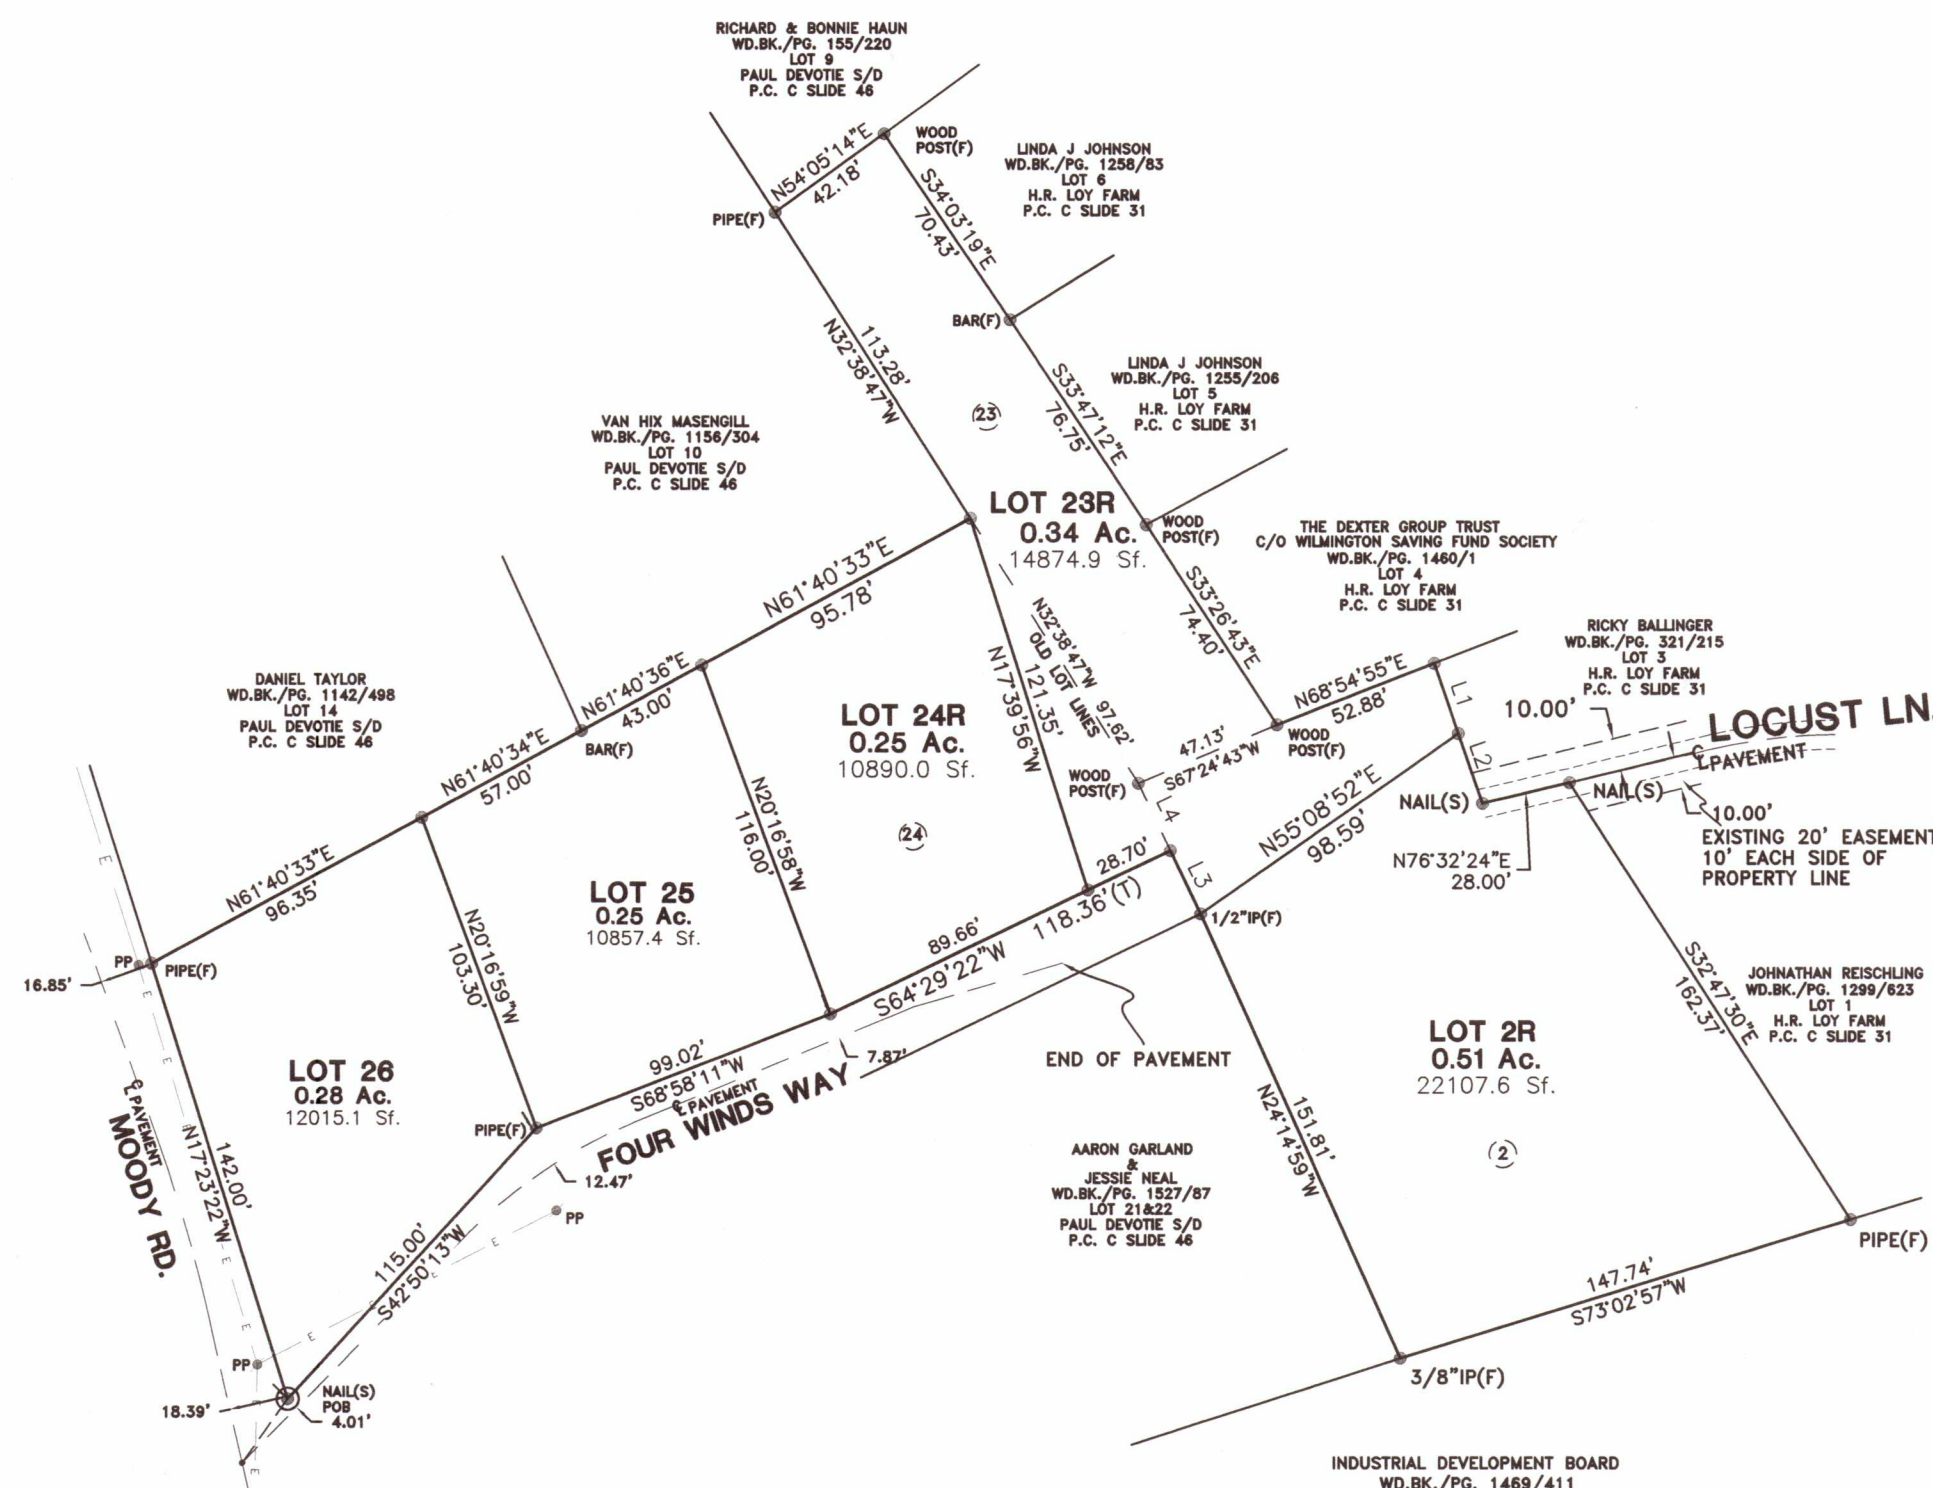 RICHARD & BONNIE HAUN
WD.BK./PG. 155/220
LOT 9
PAUL DEVOTIE S/D
P.C. C SLIDE 46
N54°05'14"E
42.18'
WOOD
POST(F)
PIPE(F)
LINDA J JOHNSON
WD.BK./PG. 1258/83
LOT 6
H.R. LOY FARM
P.C. C SLIDE 31
S34°03'19"E
70.43'
BAR(F)
113.28'
N32°38'47"W
LINDA J JOHNSON
WD.BK./PG. 1255/206
LOT 5
H.R. LOY FARM
P.C. C SLIDE 31
S33°47'12"E
76.75'
23
VAN HIX MASENGILL
WD.BK./PG. 1156/304
LOT 10
PAUL DEVOTIE S/D
P.C. C SLIDE 46
LOT 23R
0.34 Ac.
14874.9 Sf.
WOOD
POST(F)
THE DEXTER GROUP TRUST
C/O WILMINGTON SAVING FUND SOCIETY
WD.BK./PG. 1460/1
LOT 4
H.R. LOY FARM
P.C. C SLIDE 31
S33°26'43"E
74.40'
N61°40'33"E
95.78'
N32°38'47"W 97.62'
OLD LOT LINES
121.35'
N17°39'56"W
RICKY BALLINGER
WD.BK./PG. 321/215
LOT 3
H.R. LOY FARM
P.C. C SLIDE 31
N68°54'55"E
52.88'
L1
L2
10.00'
LOCUST LN.
℄ PAVEMENT
DANIEL TAYLOR
WD.BK./PG. 1142/498
LOT 14
PAUL DEVOTIE S/D
P.C. C SLIDE 46
N61°40'36"E
43.00'
BAR(F)
N61°40'34"E
57.00'
LOT 24R
0.25 Ac.
10890.0 Sf.
24
47.13'
S67°24'43"W
WOOD
POST(F)
WOOD
POST(F)
L4
N55°08'52"E
98.59'
NAIL(S)
NAIL(S)
10.00'
EXISTING 20' EASEMENT
10' EACH SIDE OF
PROPERTY LINE
N76°32'24"E
28.00'
N20°16'58"W
116.00'
N61°40'33"E
96.35'
LOT 25
0.25 Ac.
10857.4 Sf.
28.70'
L3
118.36'(T)
1/2"IP(F)
89.66'
S64°29'22"W
N20°16'59"W
103.30'
E
PP
PIPE(F)
16.85'
E
E
S32°47'30"E
162.37'
JOHNATHAN REISCHLING
WD.BK./PG. 1299/623
LOT 1
H.R. LOY FARM
P.C. C SLIDE 31
LOT 2R
0.51 Ac.
22107.6 Sf.
2
END OF PAVEMENT
7.87'
99.02'
S68°58'11"W
℄ PAVEMENT
FOUR WINDS WAY
LOT 26
0.28 Ac.
12015.1 Sf.
PIPE(F)
12.47'
PP
℄ PAVEMENT
MOODY RD.
142.00'
N17°23'22"W
E
E
E
151.81'
N24°14'59"W
AARON GARLAND
&
JESSIE NEAL
WD.BK./PG. 1527/87
LOT 21&22
PAUL DEVOTIE S/D
P.C. C SLIDE 46
115.00'
S42°50'13"W
E
E
E
E
PIPE(F)
147.74'
S73°02'57"W
3/8"IP(F)
PP
18.39'
NAIL(S)
POB
4.01'
E
E
INDUSTRIAL DEVELOPMENT BOARD
WD.BK./PG. 1469/411